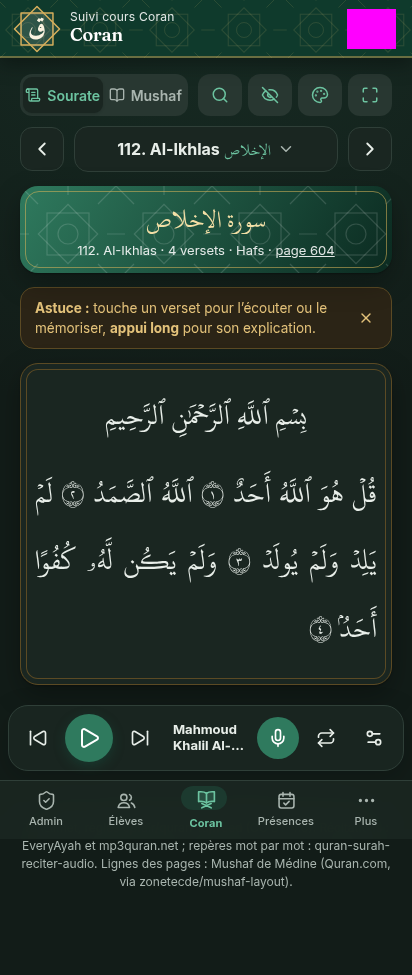 ق
Suivi cours Coran
Coran
Sourate Mushaf
112. Al-Ikhlas الإخلاص
سورة الإخلاص
112. Al-Ikhlas · 4 versets · Hafs · page 604
Astuce : touche un verset pour l’écouter ou le
mémoriser, appui long pour son explication.
بِسْمِ ٱللَّهِ ٱلرَّحْمَٰنِ ٱلرَّحِيمِ
قُلْ هُوَ ٱللَّهُ أَحَدٌ ١ ٱللَّهُ ٱلصَّمَدُ ٢ لَمْ
يَلِدْ وَلَمْ يُولَدْ ٣ وَلَمْ يَكُن لَّهُۥ كُفُوًا
أَحَدٌۢ ٤
Mahmoud
Khalil Al-...
Admin Élèves Coran Présences Plus
EveryAyah et mp3quran.net ; repères mot par mot : quran-surah-
reciter-audio. Lignes des pages : Mushaf de Médine (Quran.com,
via zonetecde/mushaf-layout).